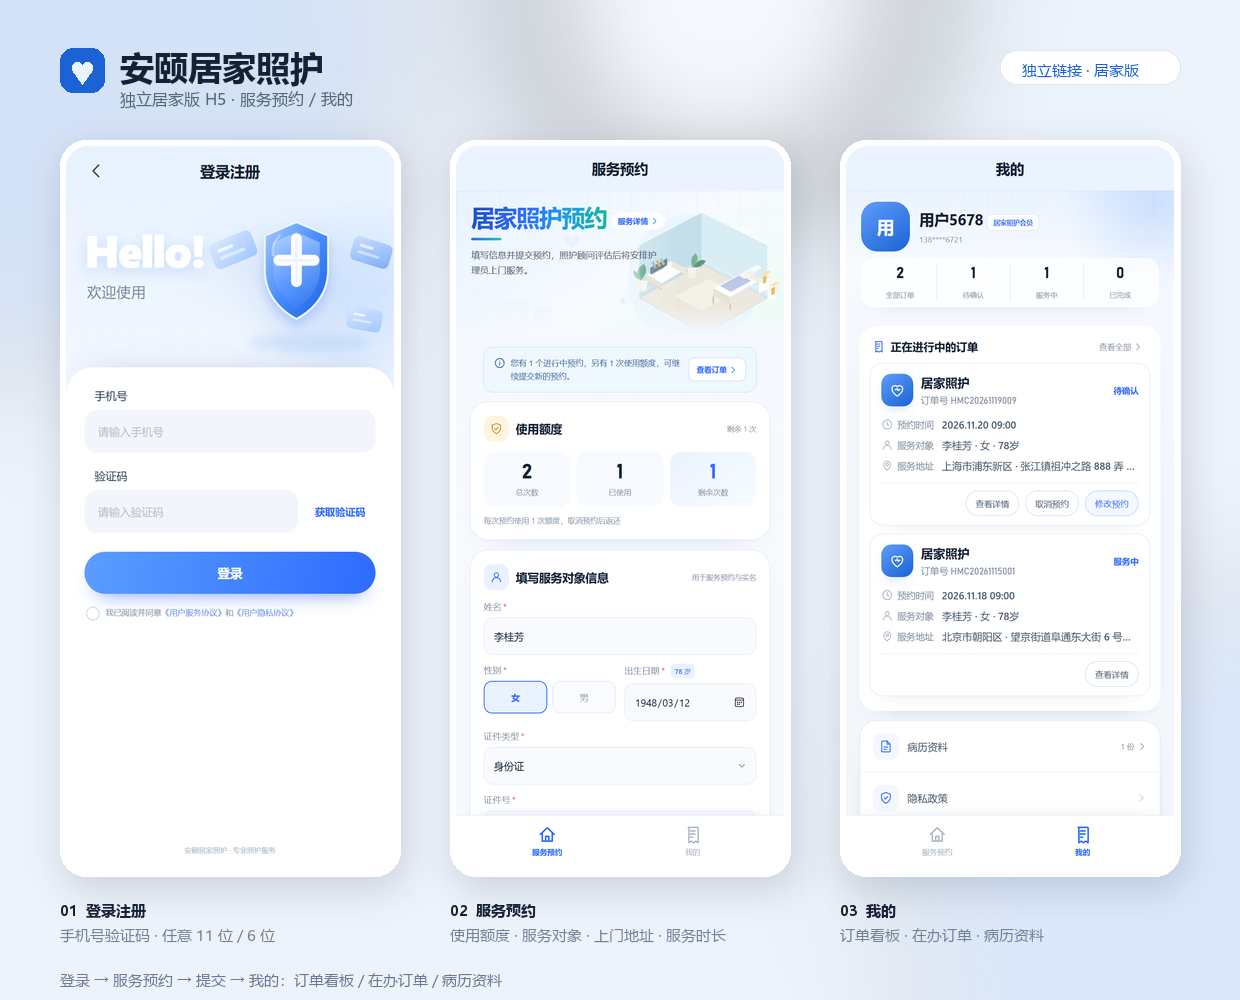 安颐居家照护
独立居家版 H5 · 服务预约 / 我的
独立链接 · 居家版
登录注册
Hello!
欢迎使用
手机号
请输入手机号
验证码
请输入验证码
获取验证码
登录
我已阅读并同意《用户服务协议》和《用户隐私协议》
安颐居家照护 · 专业照护服务
01 登录注册
手机号验证码 · 任意 11 位 / 6 位
服务预约
居家照护预约
服务详情
填写信息并提交预约，照护顾问评估后将安排护
理员上门服务。
您有 1 个进行中预约，另有 1 次使用额度，可继
续提交新的预约。
查看订单
使用额度
剩余 1 次
2
总次数
1
已使用
1
剩余次数
每次预约使用 1 次额度，取消预约后返还
填写服务对象信息
用于服务预约与实名
姓名 *
李桂芳
性别 *
女
男
出生日期 *
78 岁
1948/03/12
证件类型 *
身份证
证件号 *
服务预约
我的
02 服务预约
使用额度 · 服务对象 · 上门地址 · 服务时长
我的
用
用户5678
居家照护会员
138****6721
2
全部订单
1
待确认
1
服务中
0
已完成
正在进行中的订单
查看全部
居家照护
订单号 HMC20261119009
待确认
预约时间 2026.11.20 09:00
服务对象 李桂芳 · 女 · 78岁
服务地址 上海市浦东新区 · 张江镇祖冲之路 888 弄 ...
查看详情
取消预约
修改预约
居家照护
订单号 HMC20261115001
服务中
预约时间 2026.11.18 09:00
服务对象 李桂芳 · 女 · 78岁
服务地址 北京市朝阳区 · 望京街道阜通东大街 6 号...
查看详情
病历资料
1 份
隐私政策
服务预约
我的
03 我的
订单看板 · 在办订单 · 病历资料
登录 → 服务预约 → 提交 → 我的：订单看板 / 在办订单 / 病历资料